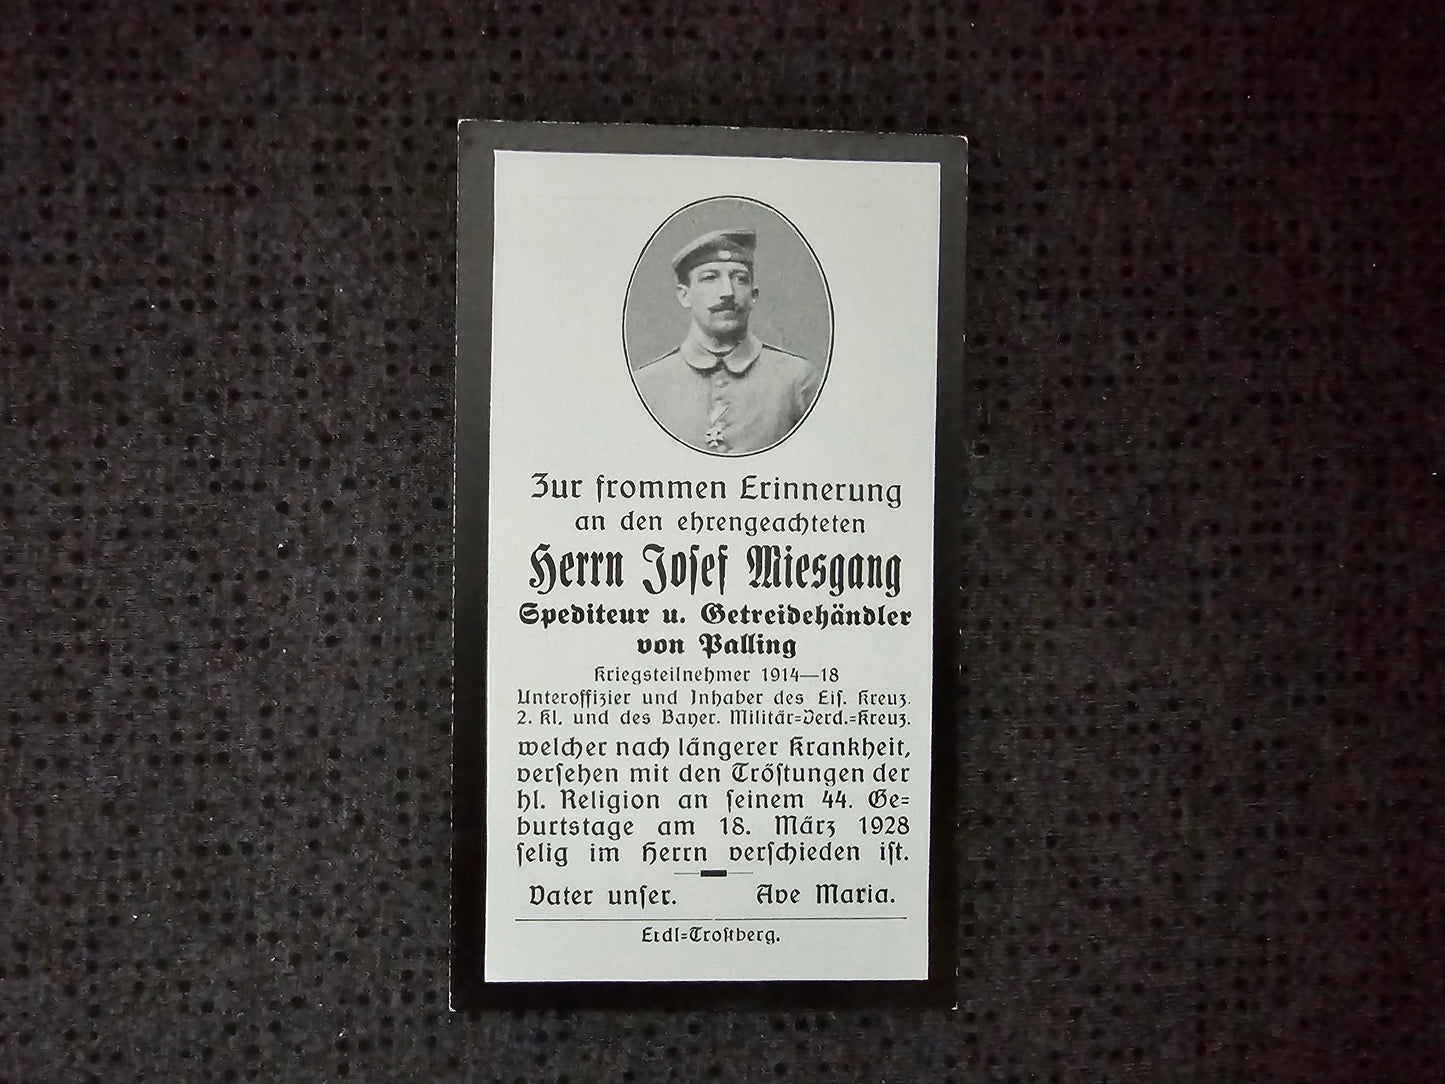 Zur frommen Erinnerung
an den ehrengeachteten
Herrn Josef Miesgang
Spediteur u. Getreidehändler
von Palling
Kriegsteilnehmer 1914—18
Unteroffizier und Inhaber des Eis. Kreuz.
2. Kl. und des Bayer. Militär=Verd.=Kreuz.
welcher nach längerer Krankheit,
versehen mit den Tröstungen der
hl. Religion an seinem 44. Ge=
burtstage am 18. März 1928
selig im Herrn verschieden ist.
Vater unser. Ave Maria.
Erdl=Trostberg.